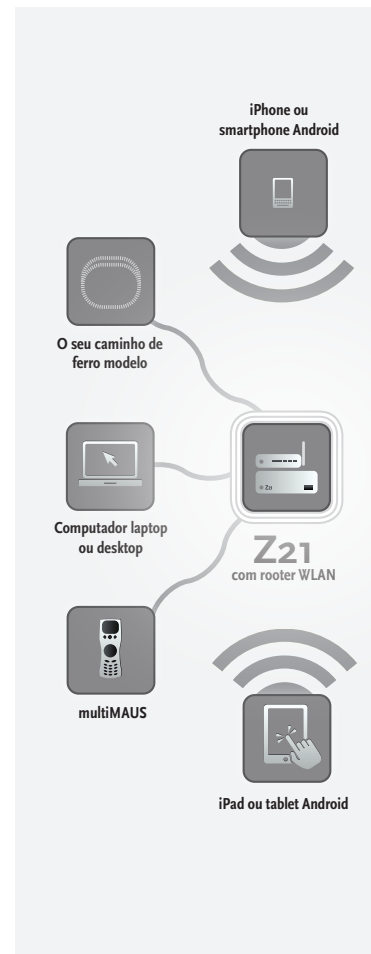 iPhone ou
smartphone Android
O seu caminho de
ferro modelo
Computador laptop
ou desktop
Z21
Z21
com rooter WLAN
multiMAUS
iPad ou tablet Android